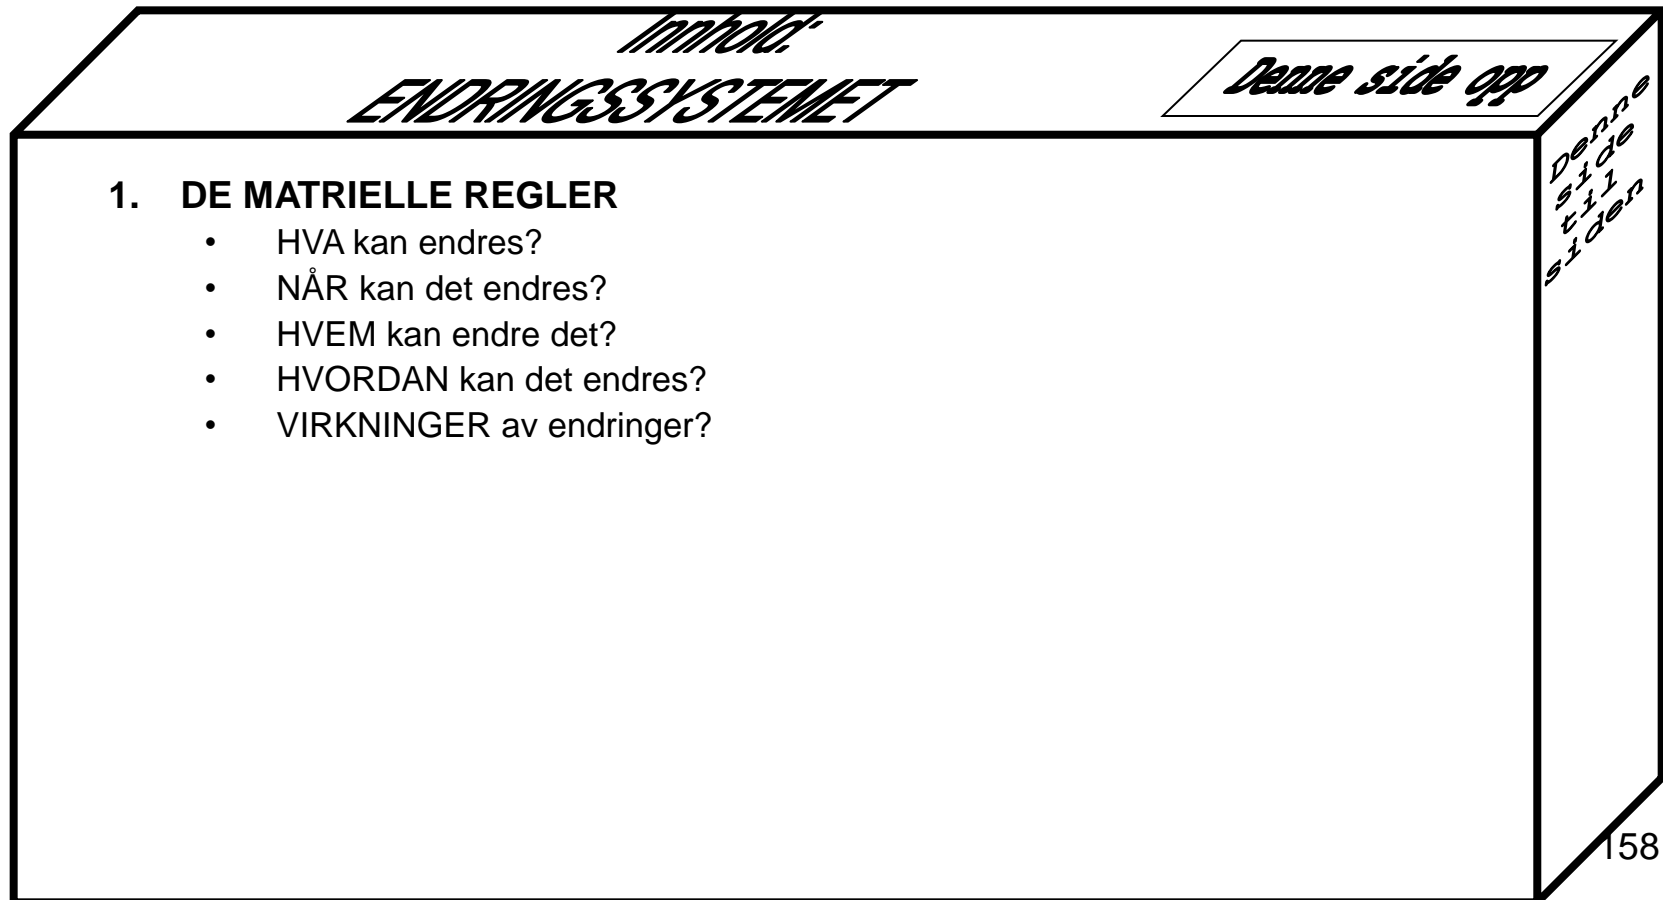 Innhold:
ENDRINGSSYSTEMET
Denne side opp
Denne
side
til
siden
1. DE MATRIELLE REGLER
• HVA kan endres?
• NÅR kan det endres?
• HVEM kan endre det?
• HVORDAN kan det endres?
• VIRKNINGER av endringer?
158